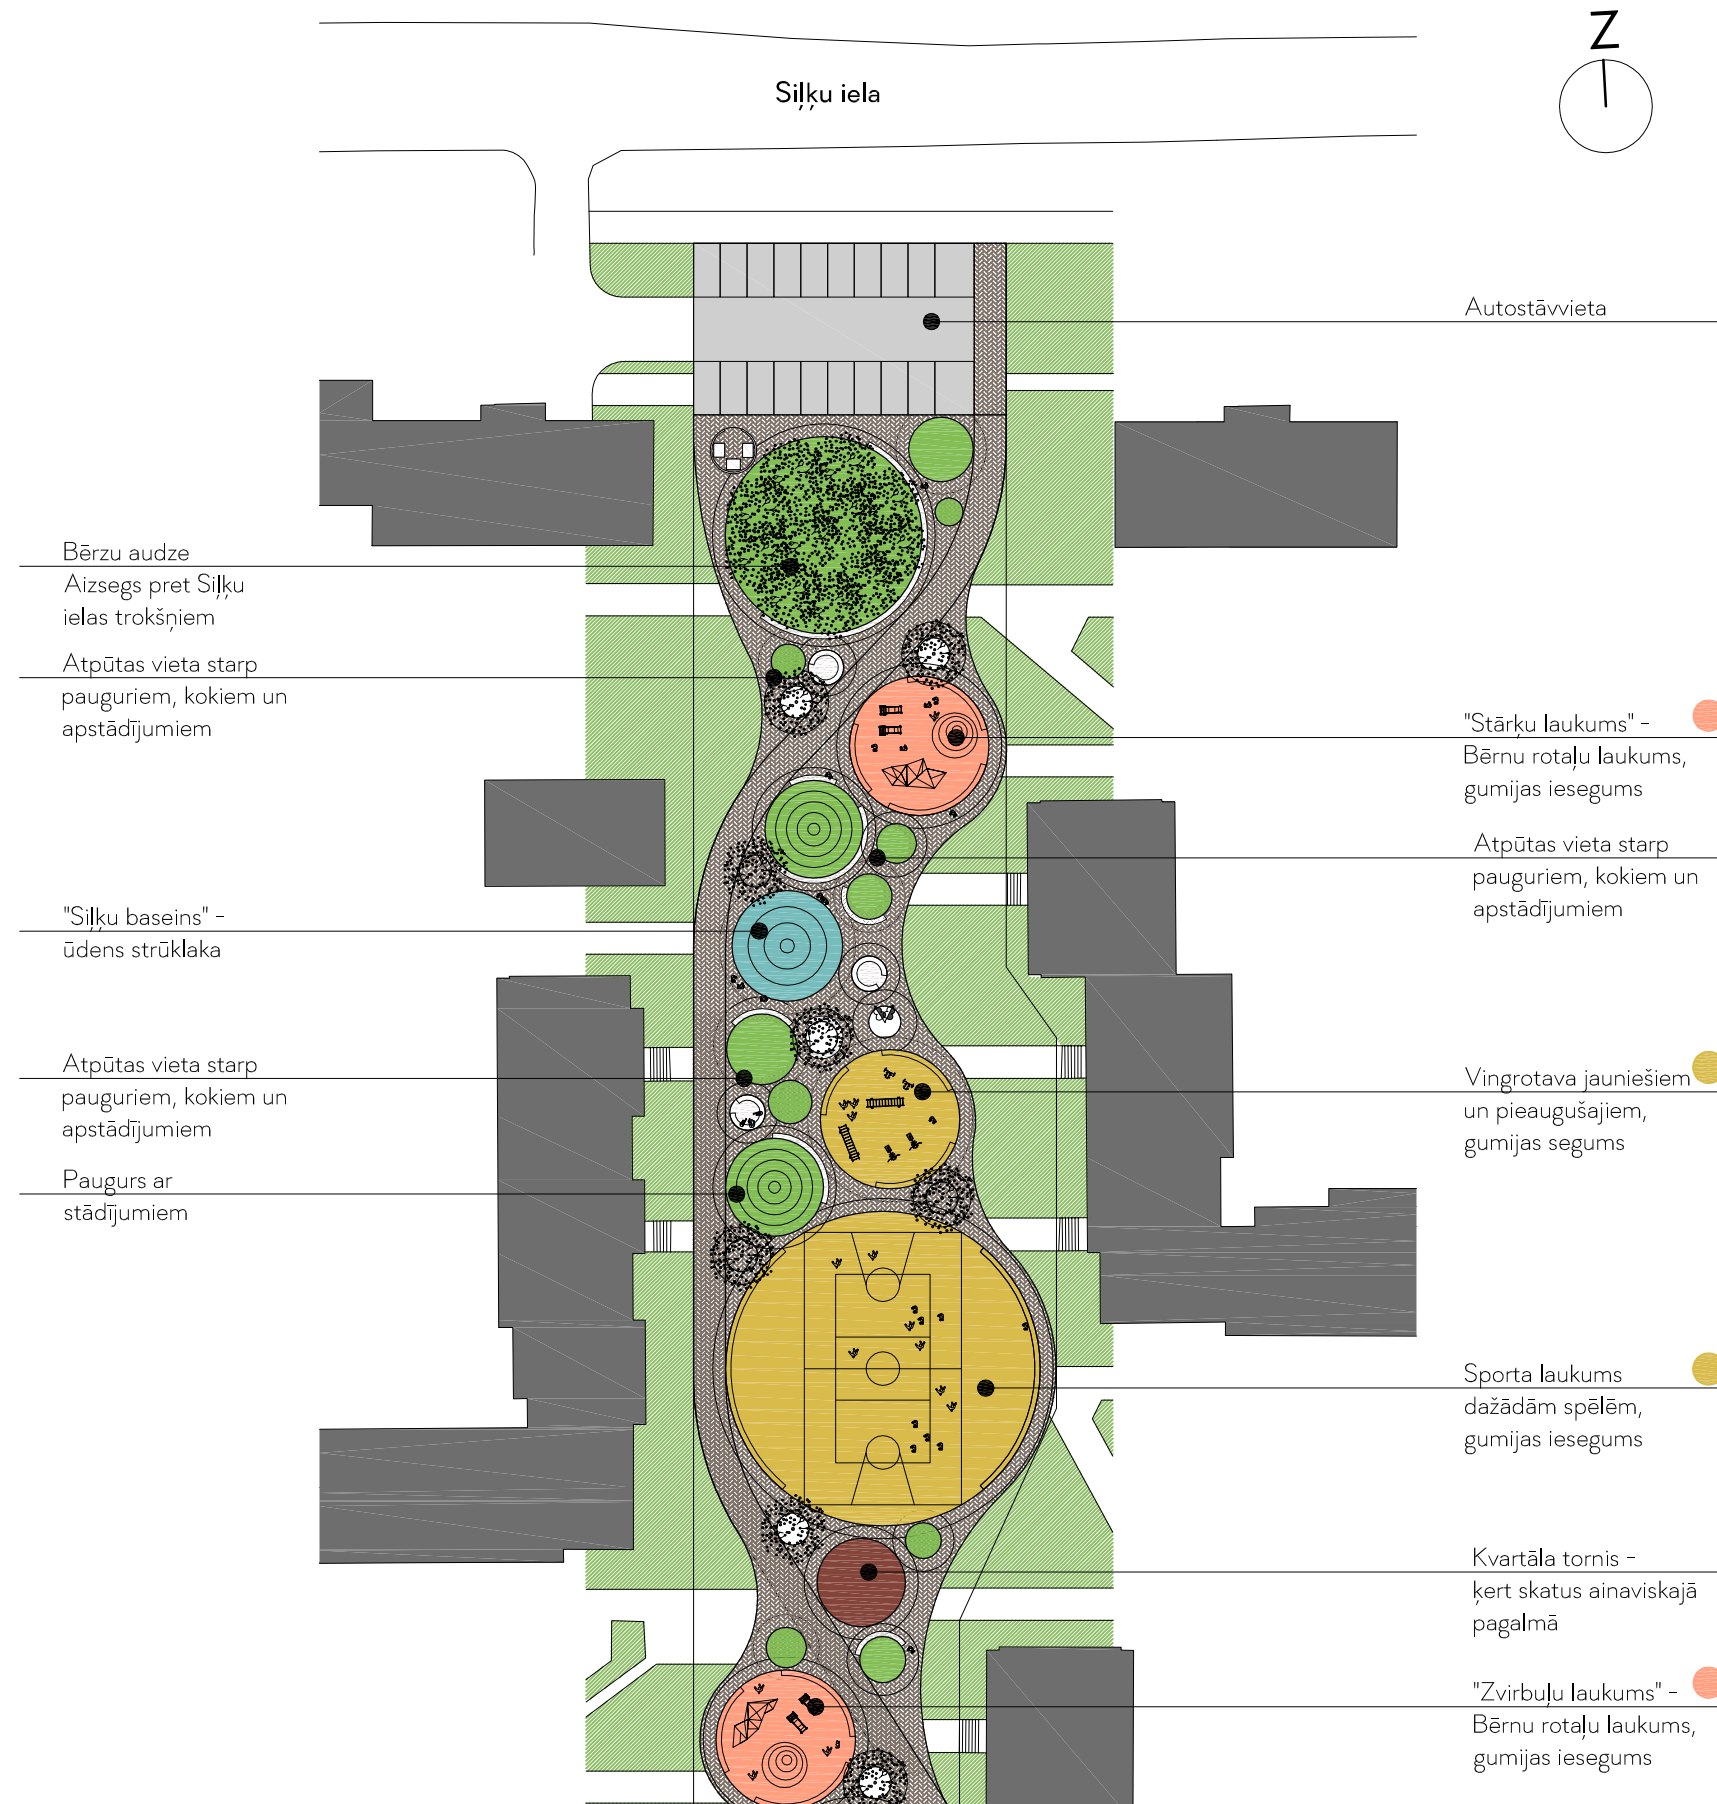 Z
Siļķu iela
Autostāvvieta
Bērzu audze
Aizsegs pret Siļķu
ielas trokšņiem
Atpūtas vieta starp
pauguriem, kokiem un
apstādījumiem
"Stārķu laukums" -
Bērnu rotaļu laukums,
gumijas iesegums
Atpūtas vieta starp
pauguriem, kokiem un
apstādījumiem
"Siļķu baseins" -
ūdens strūklaka
Atpūtas vieta starp
pauguriem, kokiem un
apstādījumiem
Vingrotava jauniešiem
un pieaugušajiem,
gumijas segums
Paugurs ar
stādījumiem
Sporta laukums
dažādām spēlēm,
gumijas iesegums
Kvartāla tornis -
ķert skatus ainaviskajā
pagalmā
"Zvirbuļu laukums" -
Bērnu rotaļu laukums,
gumijas iesegums